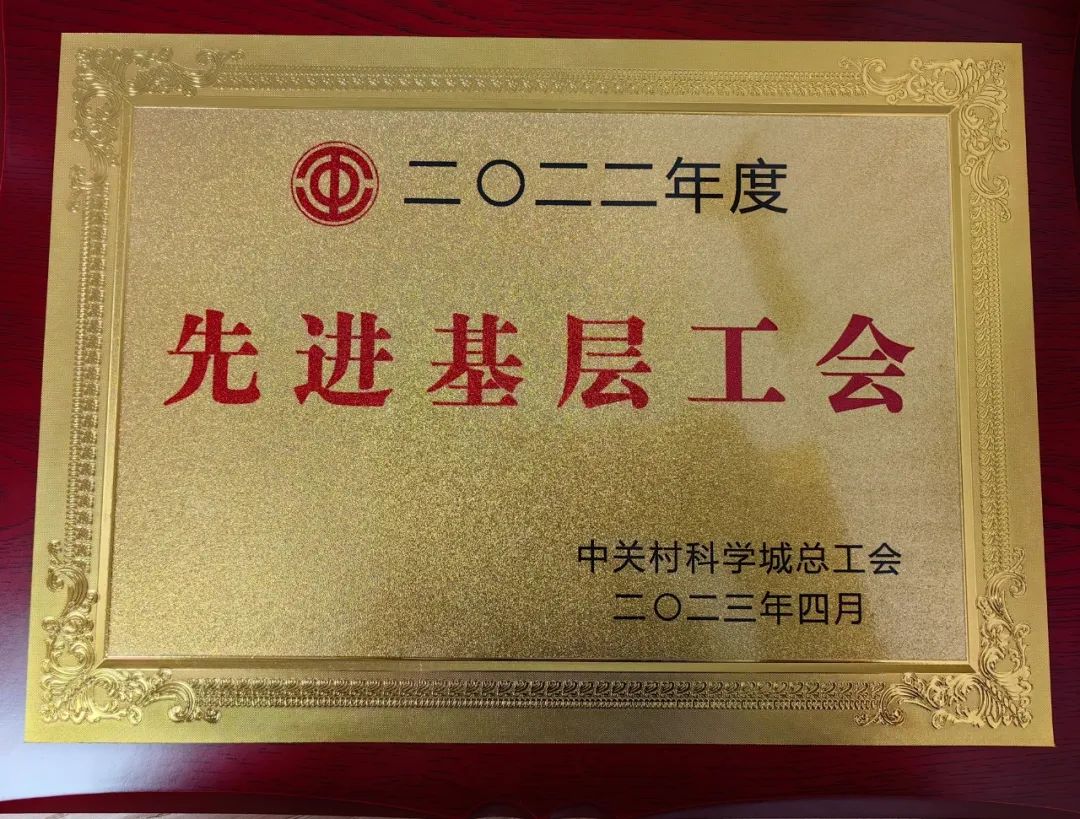 二〇二二年度
先进基层工会
中关村科学城总工会
二〇二三年四月